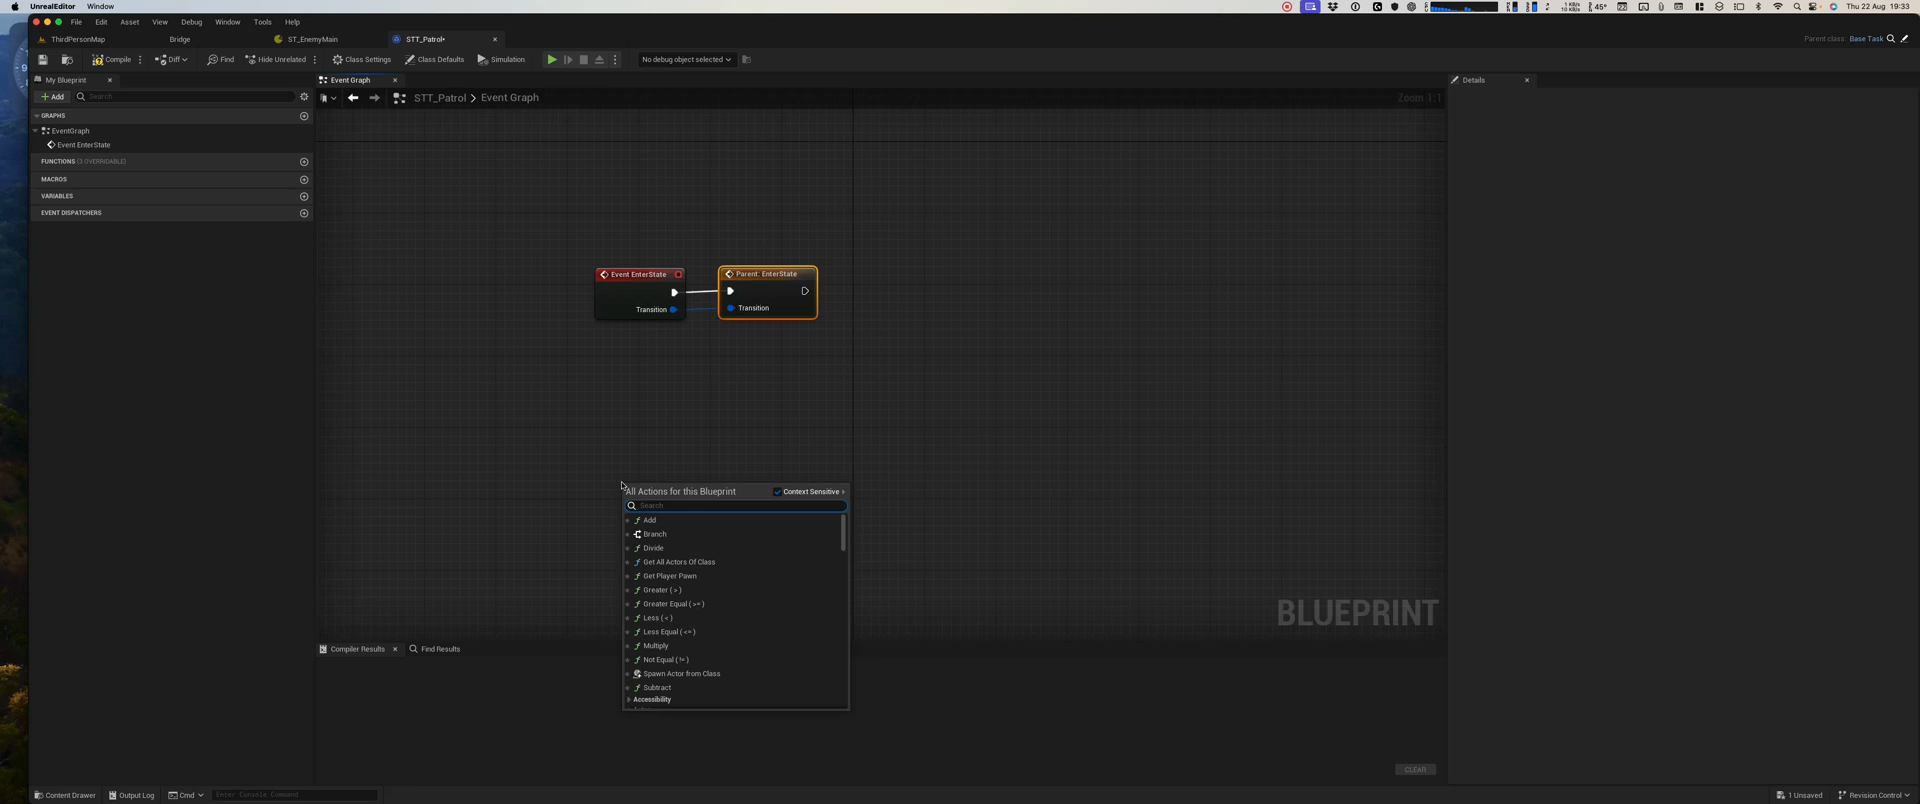 UnrealEditor Window
Thu 22 Aug 19:33
1 KB/s
10 KB/s
45°
File Edit Asset View Debug Window Tools Help
ThirdPersonMap Bridge ST_EnemyMain STT_Patrol•
Parent class: Base Task
Compile Diff Find Hide Unrelated Class Settings Class Defaults Simulation No debug object selected
My Blueprint Event Graph Details
Add Search
STT_Patrol > Event Graph Zoom 1:1
GRAPHS
EventGraph
Event EnterState
FUNCTIONS (3 OVERRIDABLE)
MACROS
VARIABLES
EVENT DISPATCHERS
Event EnterState
Transition
Parent: EnterState
Transition
All Actions for this Blueprint Context Sensitive
Search
Add
Branch
Divide
Get All Actors Of Class
Get Player Pawn
Greater ( > )
Greater Equal ( >= )
Less ( < )
Less Equal ( <= )
Multiply
Not Equal ( != )
Spawn Actor from Class
Subtract
Accessibility
BLUEPRINT
Compiler Results Find Results
CLEAR
Content Drawer Output Log Cmd Enter Console Command 1 Unsaved Revision Control